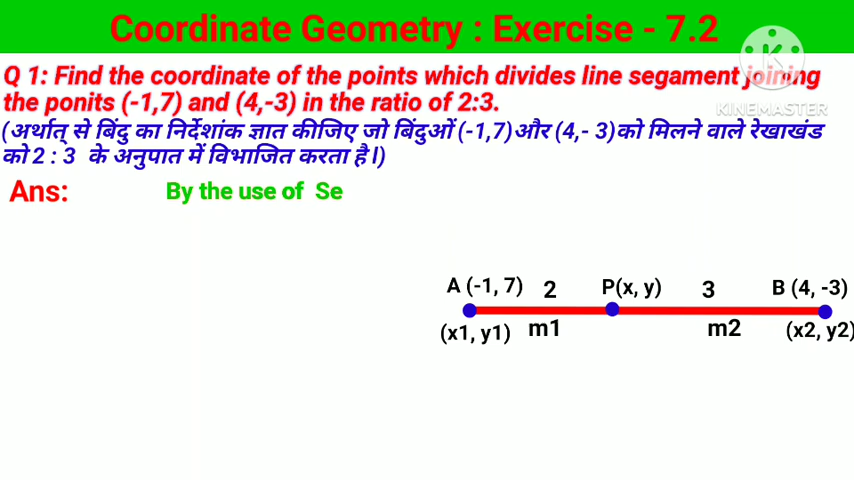 Coordinate Geometry : Exercise - 7.2
Q 1: Find the coordinate of the points which divides line segament joining
the ponits (-1,7) and (4,-3) in the ratio of 2:3.
KINEMASTER
(अर्थात् से बिंदु का निर्देशांक ज्ञात कीजिए जो बिंदुओं (-1,7)और (4,- 3)को मिलने वाले रेखाखंड
को 2 : 3 के अनुपात में विभाजित करता है I)
Ans: By the use of Se
A (-1, 7) 2 P(x, y) 3 B (4, -3)
(x1, y1) m1 m2 (x2, y2)